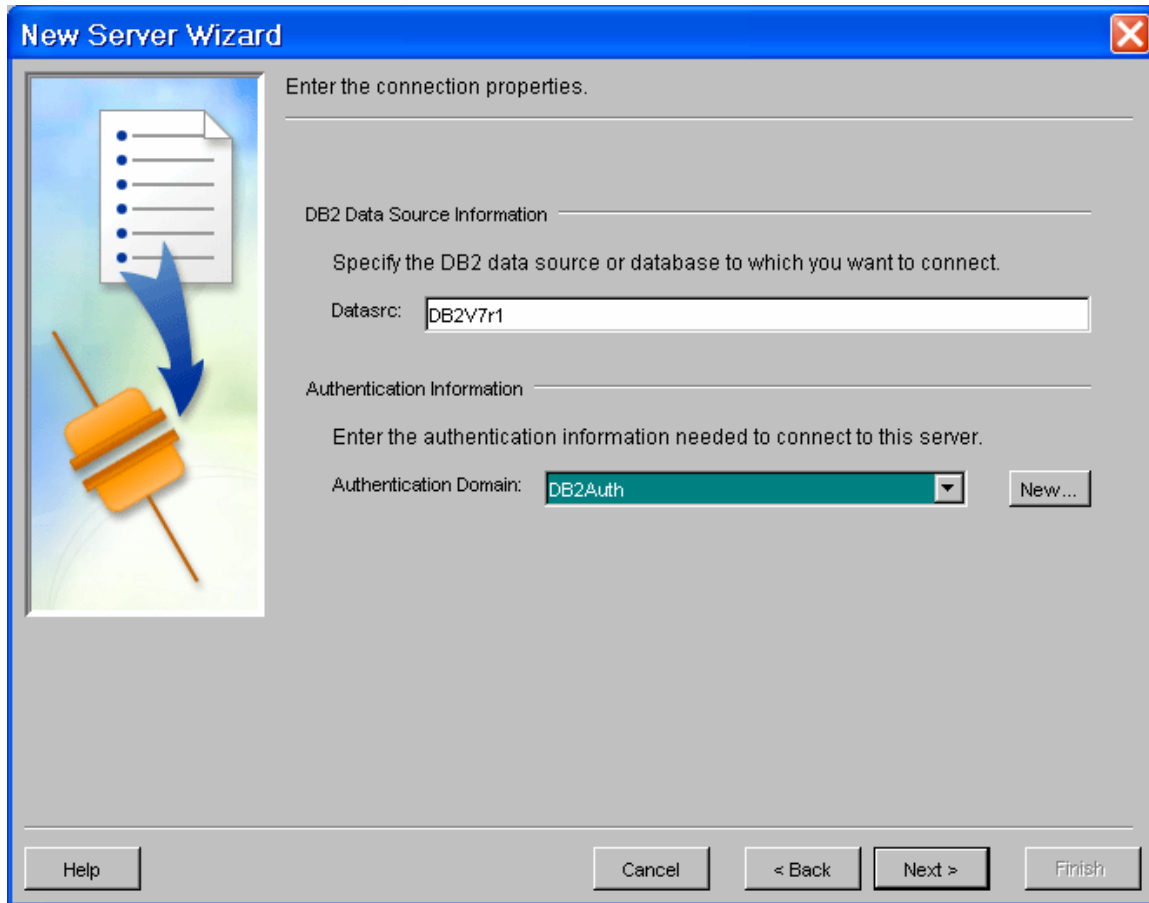 New Server Wizard
Enter the connection properties.
DB2 Data Source Information
Specify the DB2 data source or database to which you want to connect.
Datasrc: DB2V7r1
Authentication Information
Enter the authentication information needed to connect to this server.
Authentication Domain: DB2Auth New...
Help Cancel < Back Next > Finish